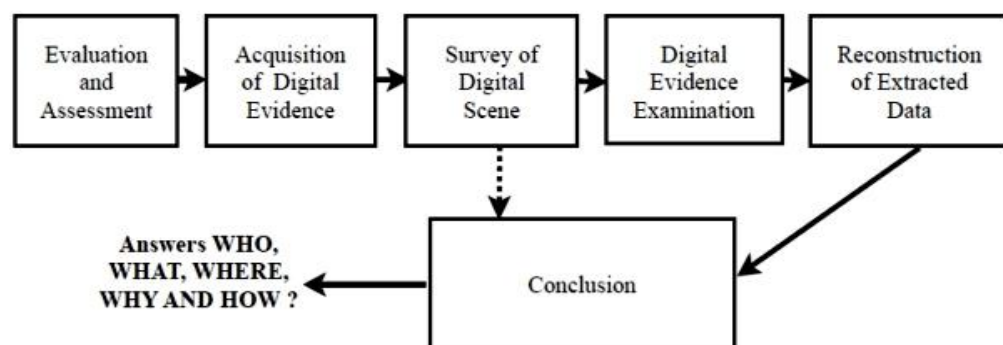 Evaluation
and
Assessment
Acquisition
of Digital
Evidence
Survey of
Digital
Scene
Digital
Evidence
Examination
Reconstruction
of Extracted
Data
Answers WHO,
WHAT, WHERE,
WHY AND HOW ?
Conclusion